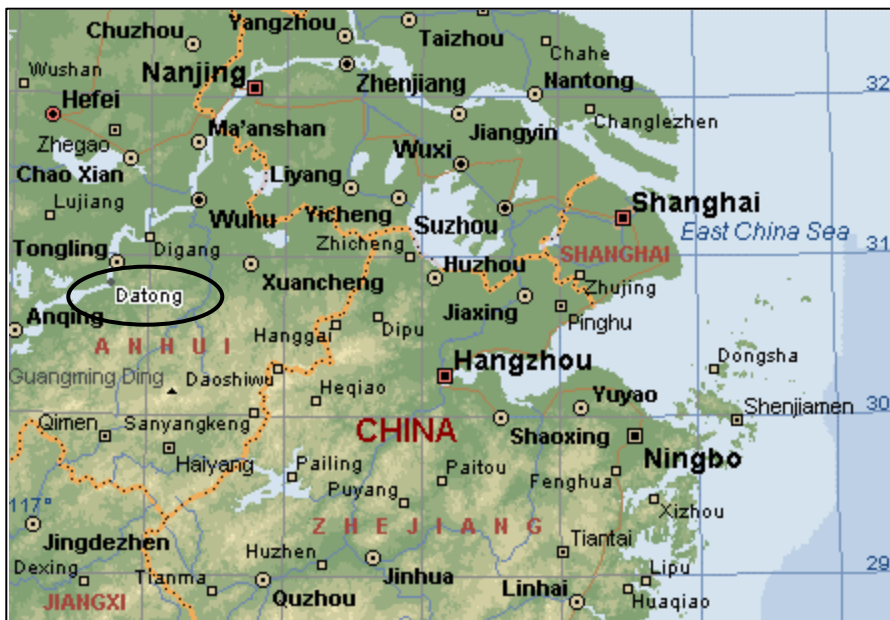 Chuzhou
Yangzhou
Taizhou
Chahe
Wushan
Nanjing
Zhenjiang
Nantong
32
Hefei
Changlezhen
Zhegao
Ma'anshan
Jiangyin
Wuxi
Chao Xian
Liyang
Lujiang
Wuhu
Yicheng
Suzhou
Shanghai
Tongling
Digang
Zhicheng
SHANGHAI
East China Sea
31
Huzhou
Xuancheng
Zhujing
Datong
Jiaxing
Anqing
Hanggai
Dipu
Pinghu
ANHUI
Hangzhou
Dongsha
Guangming Ding
Daoshiwu
Heqiao
Yuyao
30
Shenjiamen
Qimen
Sanyangkeng
CHINA
Shaoxing
Haiyang
Pailing
Paitou
Ningbo
Fenghua
Puyang
117°
Xizhou
ZHEJIANG
Jingdezhen
Tiantai
Huzhen
Dexing
Tianma
Jinhua
Lipu
29
JIANGXI
Quzhou
Linhai
Huaqiao